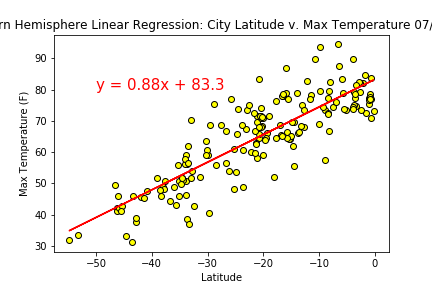 rn Hemisphere Linear Regression: City Latitude v. Max Temperature 07/
90
80
70
60
50
40
30
Max Temperature (F)
y = 0.88x + 83.3
−50 −40 −30 −20 −10 0
Latitude